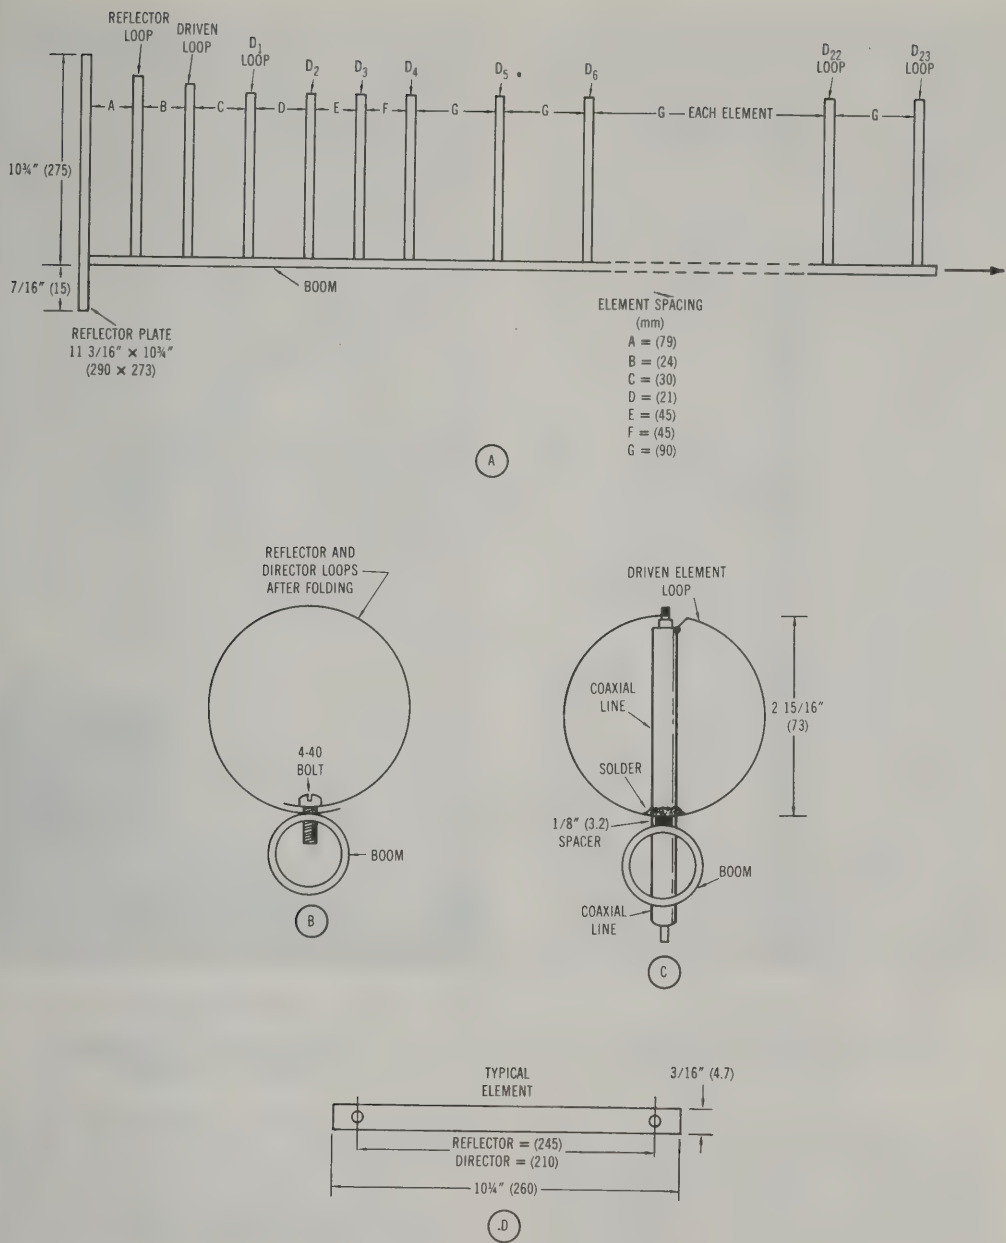 REFLECTOR
LOOP
DRIVEN
LOOP
D1
LOOP
D2
D3
D4
D5
D6
D22
LOOP
D23
LOOP
A
B
C
D
E
F
G
G
G — EACH ELEMENT
G
10¾" (275)
7/16" (15)
BOOM
REFLECTOR PLATE
11 3/16" × 10¾"
(290 × 273)
ELEMENT SPACING
(mm)
A = (79)
B = (24)
C = (30)
D = (21)
E = (45)
F = (45)
G = (90)
A
REFLECTOR AND
DIRECTOR LOOPS
AFTER FOLDING
4-40
BOLT
BOOM
B
DRIVEN ELEMENT
LOOP
COAXIAL
LINE
2 15/16"
(73)
SOLDER
1/8" (3.2)
SPACER
BOOM
COAXIAL
LINE
C
TYPICAL
ELEMENT
3/16" (4.7)
REFLECTOR = (245)
DIRECTOR = (210)
10¼" (260)
D